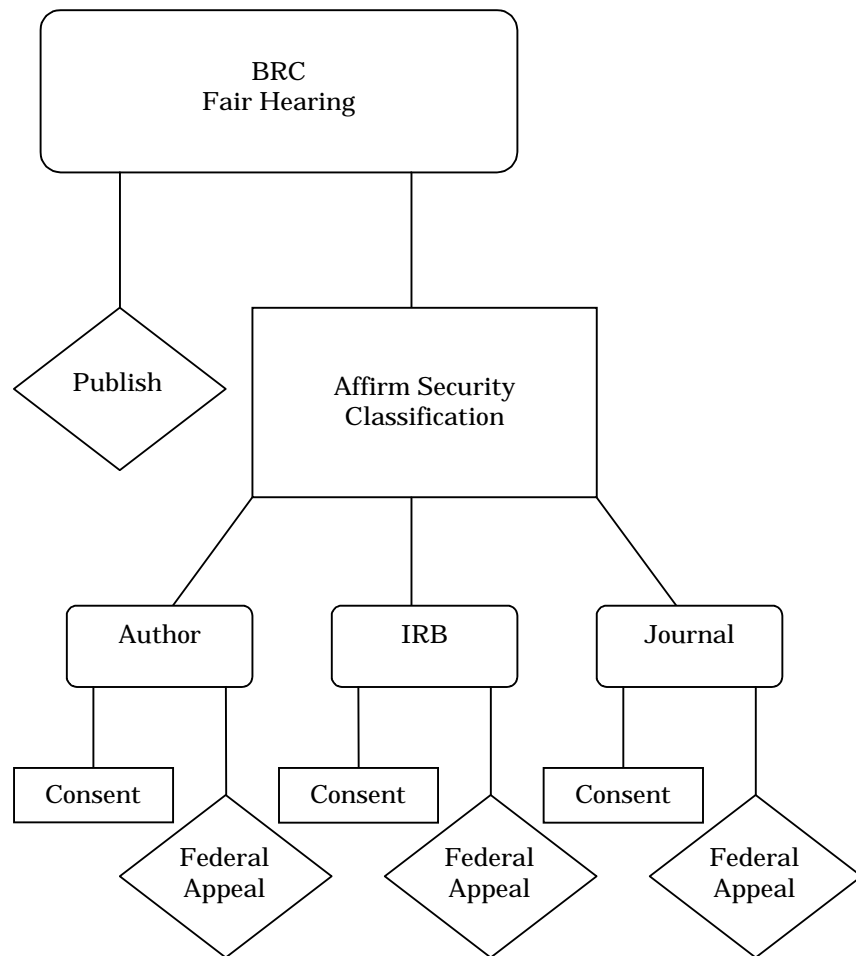 BRC
Fair Hearing
Publish
Affirm Security
Classification
Author
IRB
Journal
Consent
Consent
Consent
Federal
Appeal
Federal
Appeal
Federal
Appeal